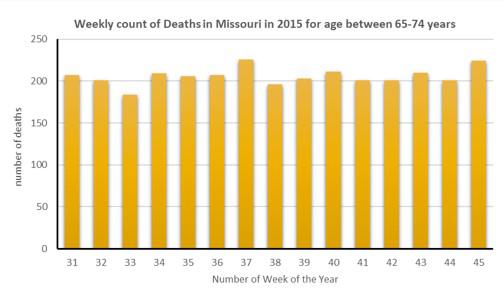 Weekly count of Deaths in Missouri in 2015 for age between 65-74 years
250
200
150
100
50
0
number of deaths
31 32 33 34 35 36 37 38 39 40 41 42 43 44 45
Number of Week of the Year